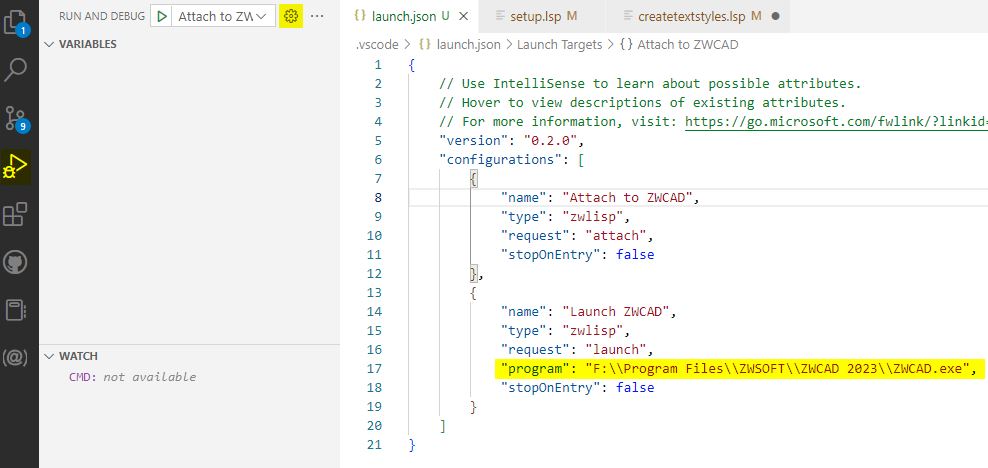 RUN AND DEBUG Attach to ZW ···
VARIABLES
WATCH
CMD: not available
1
9
{} launch.json U ×
setup.lsp M
createtextstyles.lsp M ●
.vscode > {} launch.json > Launch Targets > {} Attach to ZWCAD
1 {
2 // Use IntelliSense to learn about possible attributes.
3 // Hover to view descriptions of existing attributes.
4 // For more information, visit: https://go.microsoft.com/fwlink/?linkid=
5 "version": "0.2.0",
6 "configurations": [
7 {
8 "name": "Attach to ZWCAD",
9 "type": "zwlisp",
10 "request": "attach",
11 "stopOnEntry": false
12 },
13 {
14 "name": "Launch ZWCAD",
15 "type": "zwlisp",
16 "request": "launch",
17 "program": "F:\\Program Files\\ZWSOFT\\ZWCAD 2023\\ZWCAD.exe",
18 "stopOnEntry": false
19 }
20 ]
21 }